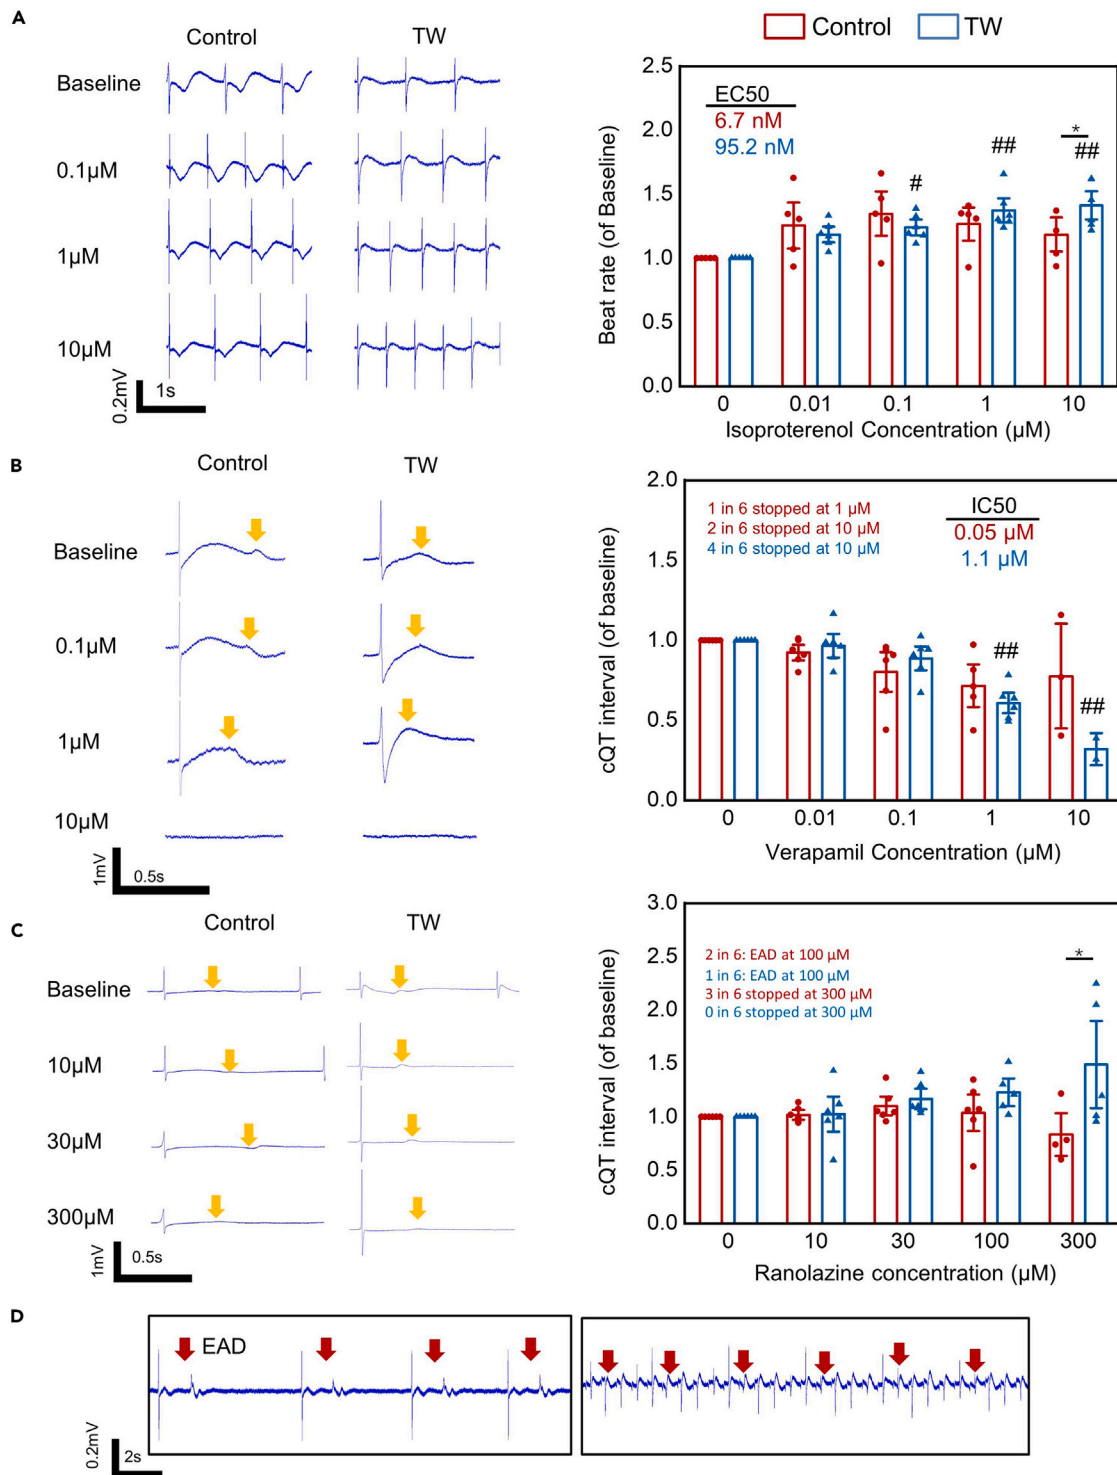 A
Control TW
Baseline
0.1µM
1µM
10µM
0.2mV
1s
Control TW
Beat rate (of Baseline)
2.5
2.0
1.5
1.0
0.5
0.0
EC50
6.7 nM
95.2 nM
#
##
*
##
0 0.01 0.1 1 10
Isoproterenol Concentration (µM)
B
Control TW
Baseline
0.1µM
1µM
10µM
1mV
0.5s
cQT interval (of baseline)
2.0
1.5
1.0
0.5
0.0
1 in 6 stopped at 1 µM
2 in 6 stopped at 10 µM
4 in 6 stopped at 10 µM
IC50
0.05 µM
1.1 µM
##
##
0 0.01 0.1 1 10
Verapamil Concentration (µM)
C
Control TW
Baseline
10µM
30µM
300µM
1mV
0.5s
cQT interval (of baseline)
3.0
2.5
2.0
1.5
1.0
0.5
0.0
2 in 6: EAD at 100 µM
1 in 6: EAD at 100 µM
3 in 6 stopped at 300 µM
0 in 6 stopped at 300 µM
*
0 10 30 100 300
Ranolazine concentration (µM)
D
EAD
0.2mV
2s